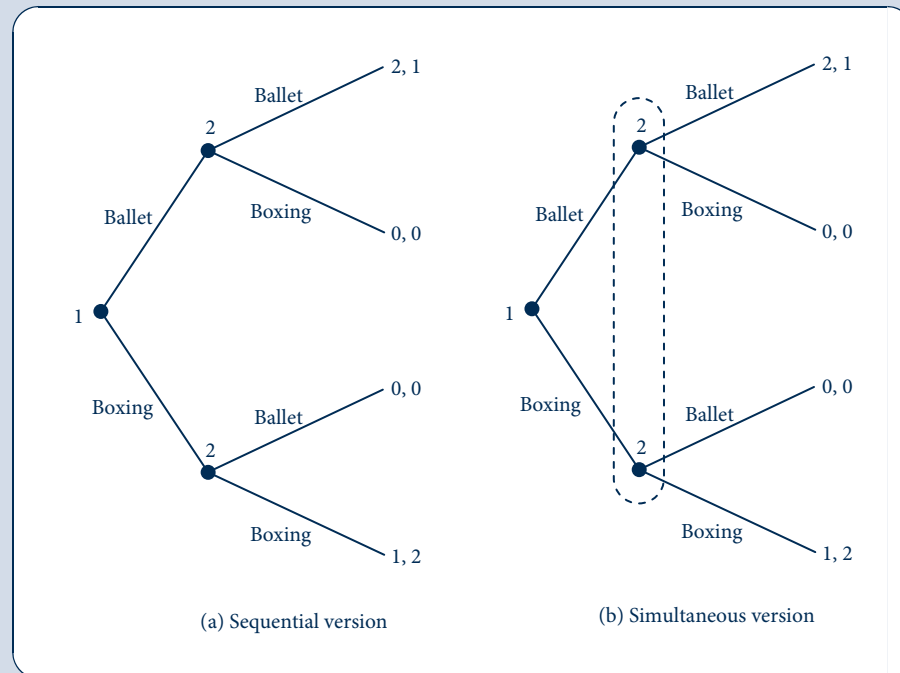 2, 1
Ballet
2
Boxing
Ballet
0, 0
1
0, 0
Boxing
Ballet
2
Boxing
1, 2
(a) Sequential version
2, 1
Ballet
2
Boxing
Ballet
0, 0
1
0, 0
Boxing
Ballet
2
Boxing
1, 2
(b) Simultaneous version